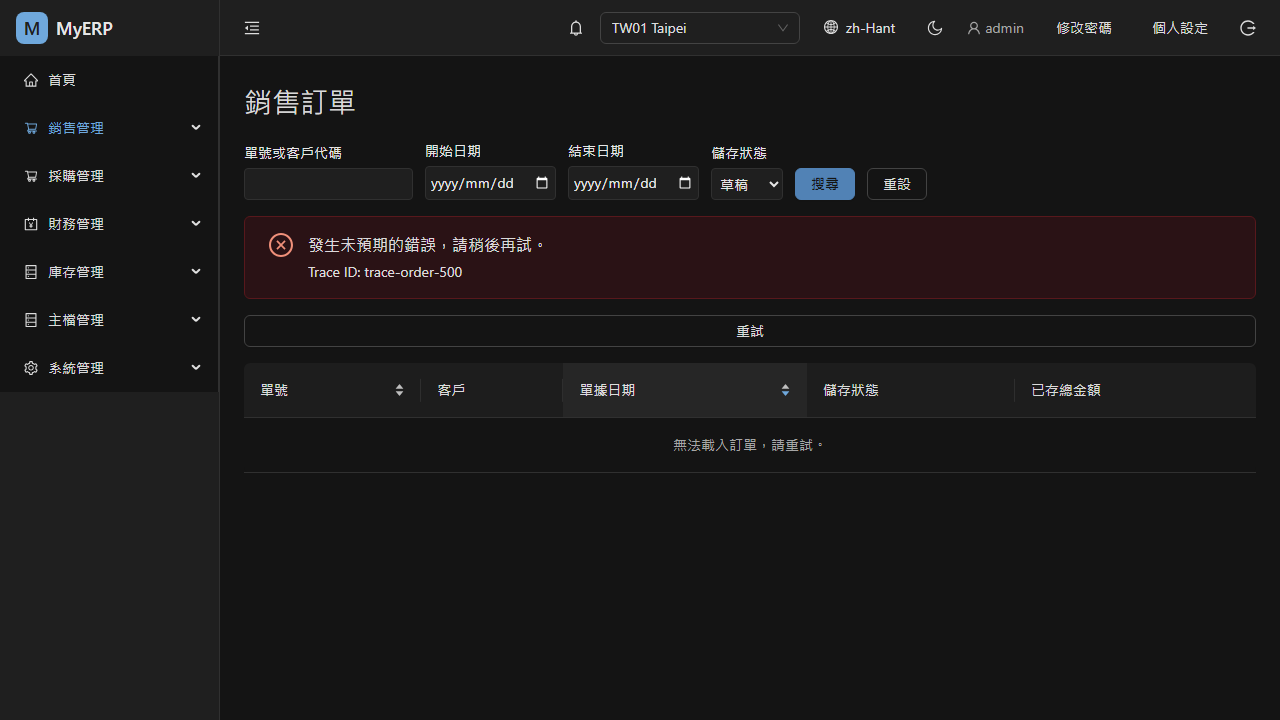 M MyERP
TW01 Taipei
zh-Hant
admin
修改密碼
個人設定
首頁
銷售管理
採購管理
財務管理
庫存管理
主檔管理
系統管理
銷售訂單
單號或客戶代碼
開始日期
結束日期
儲存狀態
yyyy/mm/dd
yyyy/mm/dd
草稿
搜尋
重設
發生未預期的錯誤，請稍後再試。
Trace ID: trace-order-500
重試
單號
客戶
單據日期
儲存狀態
已存總金額
無法載入訂單，請重試。